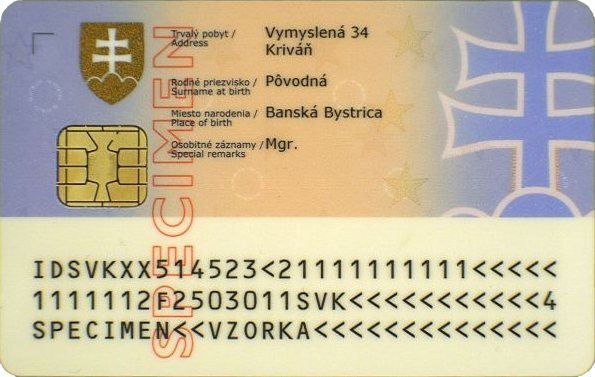 Trvalý pobyt / Vymyslená 34
Address
Kriváň
Rodné priezvisko / Pôvodná
Surname at birth
Miesto narodenia / Banská Bystrica
Place of birth
Osobitné záznamy / Mgr.
Special remarks
SPECIMEN
IDSVKXX514523<21111111111<<<<<
1111112F2503011SVK<<<<<<<<<<<4
SPECIMEN<<VZORKA<<<<<<<<<<<<<<